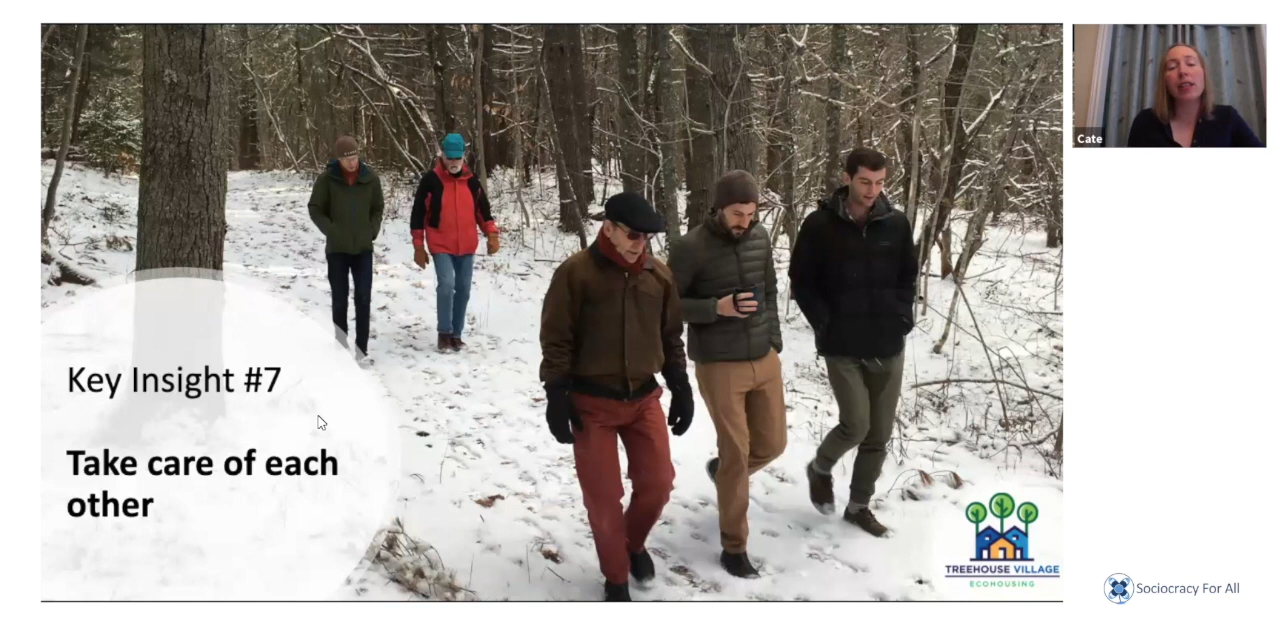 Cate
Key Insight #7
Take care of each
other
TREEHOUSE VILLAGE
ECOHOUSING
Sociocracy For All